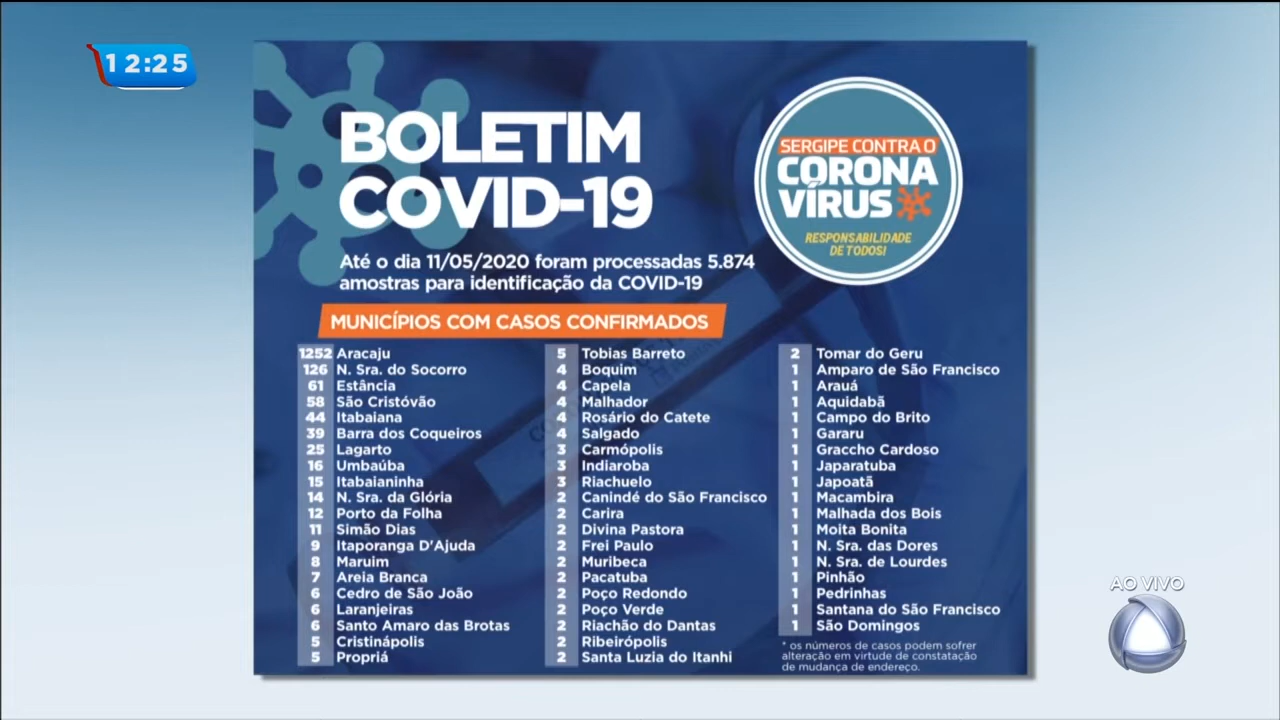 12:25
BOLETIM
COVID-19
Até o dia 11/05/2020 foram processadas 5.874
amostras para identificação da COVID-19
SERGIPE CONTRA O
CORONA
VÍRUS
RESPONSABILIDADE
DE TODOS!
MUNICÍPIOS COM CASOS CONFIRMADOS
1252 Aracaju
126 N. Sra. do Socorro
61 Estância
58 São Cristóvão
44 Itabaiana
39 Barra dos Coqueiros
25 Lagarto
16 Umbaúba
15 Itabaianinha
14 N. Sra. da Glória
12 Porto da Folha
11 Simão Dias
9 Itaporanga D'Ajuda
8 Maruim
7 Areia Branca
6 Cedro de São João
6 Laranjeiras
6 Santo Amaro das Brotas
5 Cristinápolis
5 Propriá
5 Tobias Barreto
4 Boquim
4 Capela
4 Malhador
4 Rosário do Catete
4 Salgado
3 Carmópolis
3 Indiaroba
3 Riachuelo
2 Canindé do São Francisco
2 Carira
2 Divina Pastora
2 Frei Paulo
2 Muribeca
2 Pacatuba
2 Poço Redondo
2 Poço Verde
2 Riachão do Dantas
2 Ribeirópolis
2 Santa Luzia do Itanhi
2 Tomar do Geru
1 Amparo de São Francisco
1 Arauá
1 Aquidabã
1 Campo do Brito
1 Gararu
1 Graccho Cardoso
1 Japaratuba
1 Japoatã
1 Macambira
1 Malhada dos Bois
1 Moita Bonita
1 N. Sra. das Dores
1 N. Sra. de Lourdes
1 Pinhão
1 Pedrinhas
1 Santana do São Francisco
1 São Domingos
* os números de casos podem sofrer
alteração em virtude de constatação
de mudança de endereço.
AO VIVO